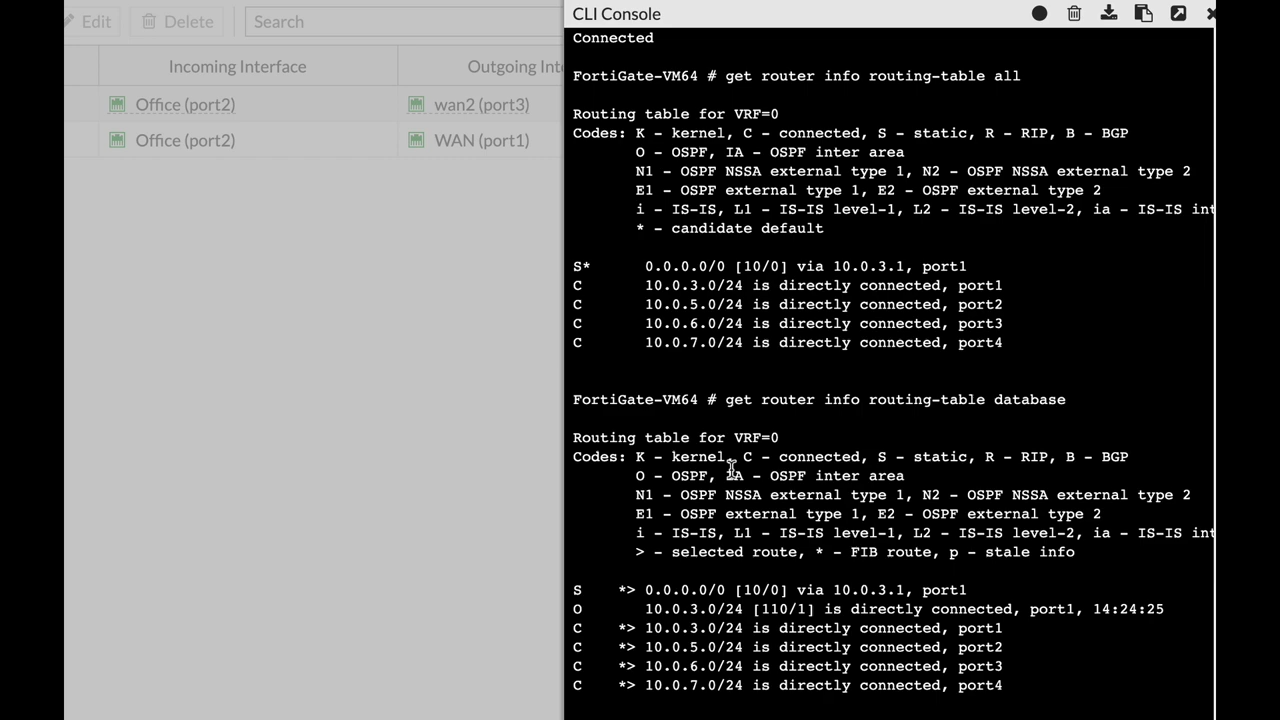 Edit Delete Search
Incoming Interface Outgoing Inte
Office (port2) wan2 (port3)
Office (port2) WAN (port1)
CLI Console
Connected
FortiGate-VM64 # get router info routing-table all
Routing table for VRF=0
Codes: K - kernel, C - connected, S - static, R - RIP, B - BGP
O - OSPF, IA - OSPF inter area
N1 - OSPF NSSA external type 1, N2 - OSPF NSSA external type 2
E1 - OSPF external type 1, E2 - OSPF external type 2
i - IS-IS, L1 - IS-IS level-1, L2 - IS-IS level-2, ia - IS-IS int
* - candidate default
S* 0.0.0.0/0 [10/0] via 10.0.3.1, port1
C 10.0.3.0/24 is directly connected, port1
C 10.0.5.0/24 is directly connected, port2
C 10.0.6.0/24 is directly connected, port3
C 10.0.7.0/24 is directly connected, port4
FortiGate-VM64 # get router info routing-table database
Routing table for VRF=0
Codes: K - kernel, C - connected, S - static, R - RIP, B - BGP
O - OSPF, IA - OSPF inter area
N1 - OSPF NSSA external type 1, N2 - OSPF NSSA external type 2
E1 - OSPF external type 1, E2 - OSPF external type 2
i - IS-IS, L1 - IS-IS level-1, L2 - IS-IS level-2, ia - IS-IS int
> - selected route, * - FIB route, p - stale info
S *> 0.0.0.0/0 [10/0] via 10.0.3.1, port1
O 10.0.3.0/24 [110/1] is directly connected, port1, 14:24:25
C *> 10.0.3.0/24 is directly connected, port1
C *> 10.0.5.0/24 is directly connected, port2
C *> 10.0.6.0/24 is directly connected, port3
C *> 10.0.7.0/24 is directly connected, port4